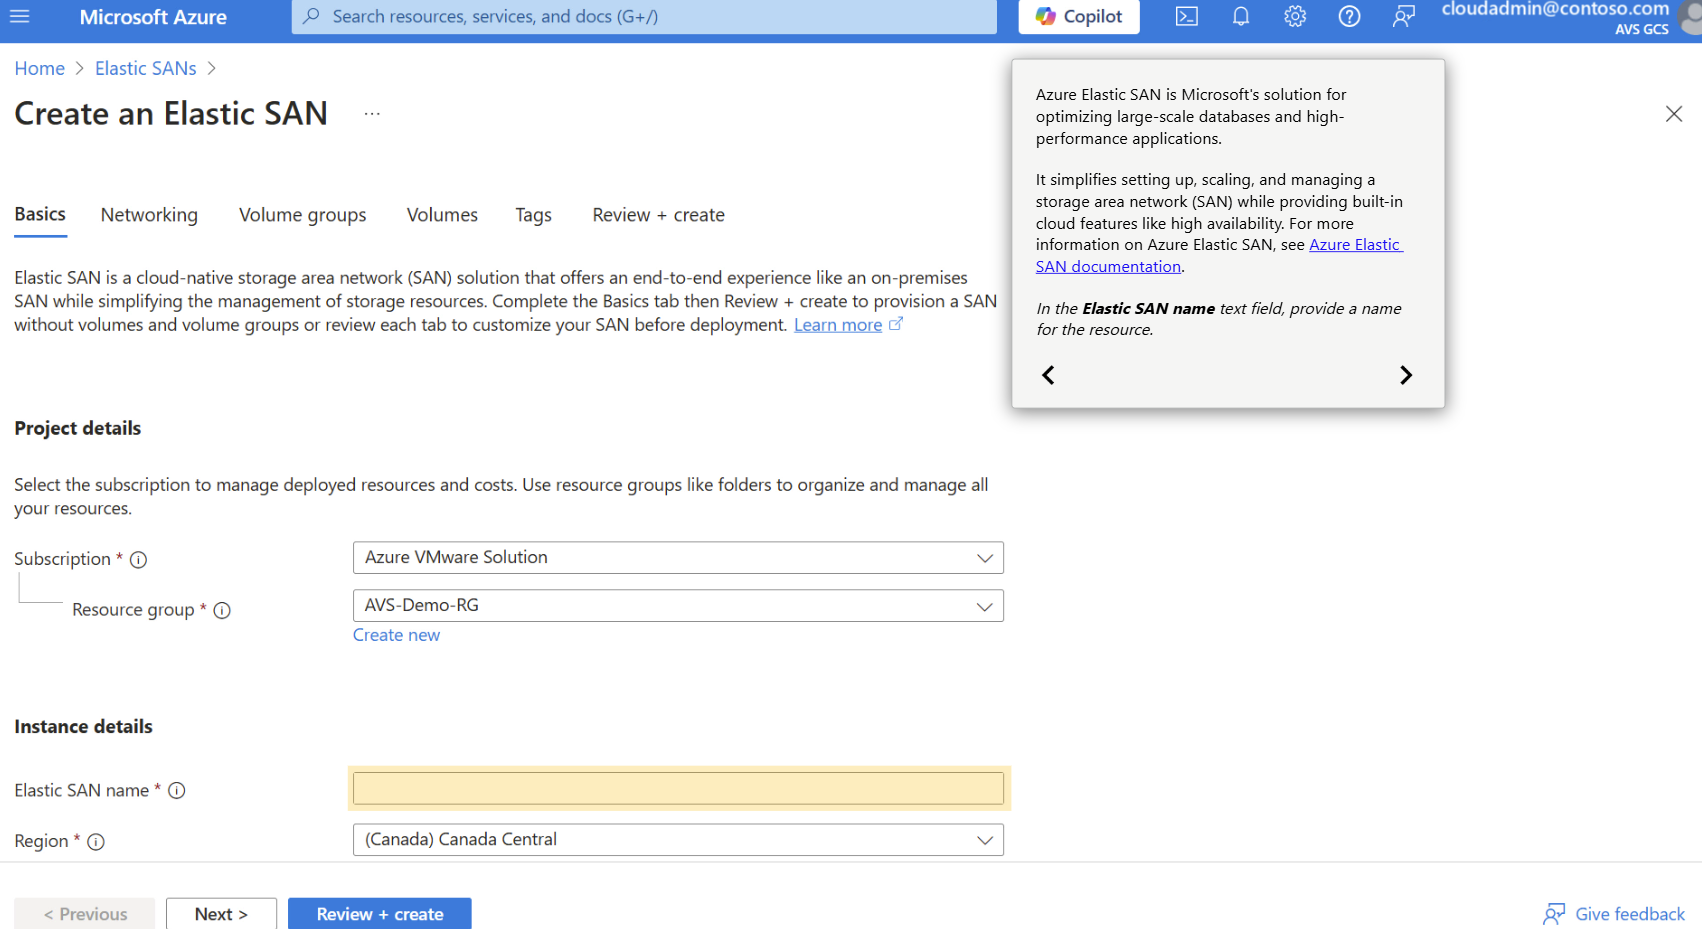 Microsoft Azure
Search resources, services, and docs (G+/)
Copilot
cloudadmin@contoso.com
AVS GCS
Home > Elastic SANs >
Create an Elastic SAN ...
Azure Elastic SAN is Microsoft's solution for
optimizing large-scale databases and high-
performance applications.
It simplifies setting up, scaling, and managing a
storage area network (SAN) while providing built-in
cloud features like high availability. For more
information on Azure Elastic SAN, see Azure Elastic
SAN documentation.
In the Elastic SAN name text field, provide a name
for the resource.
Basics
Networking
Volume groups
Volumes
Tags
Review + create
Elastic SAN is a cloud-native storage area network (SAN) solution that offers an end-to-end experience like an on-premises
SAN while simplifying the management of storage resources. Complete the Basics tab then Review + create to provision a SAN
without volumes and volume groups or review each tab to customize your SAN before deployment. Learn more
Project details
Select the subscription to manage deployed resources and costs. Use resource groups like folders to organize and manage all
your resources.
Subscription *
Azure VMware Solution
Resource group *
AVS-Demo-RG
Create new
Instance details
Elastic SAN name *
Region *
(Canada) Canada Central
< Previous
Next >
Review + create
Give feedback